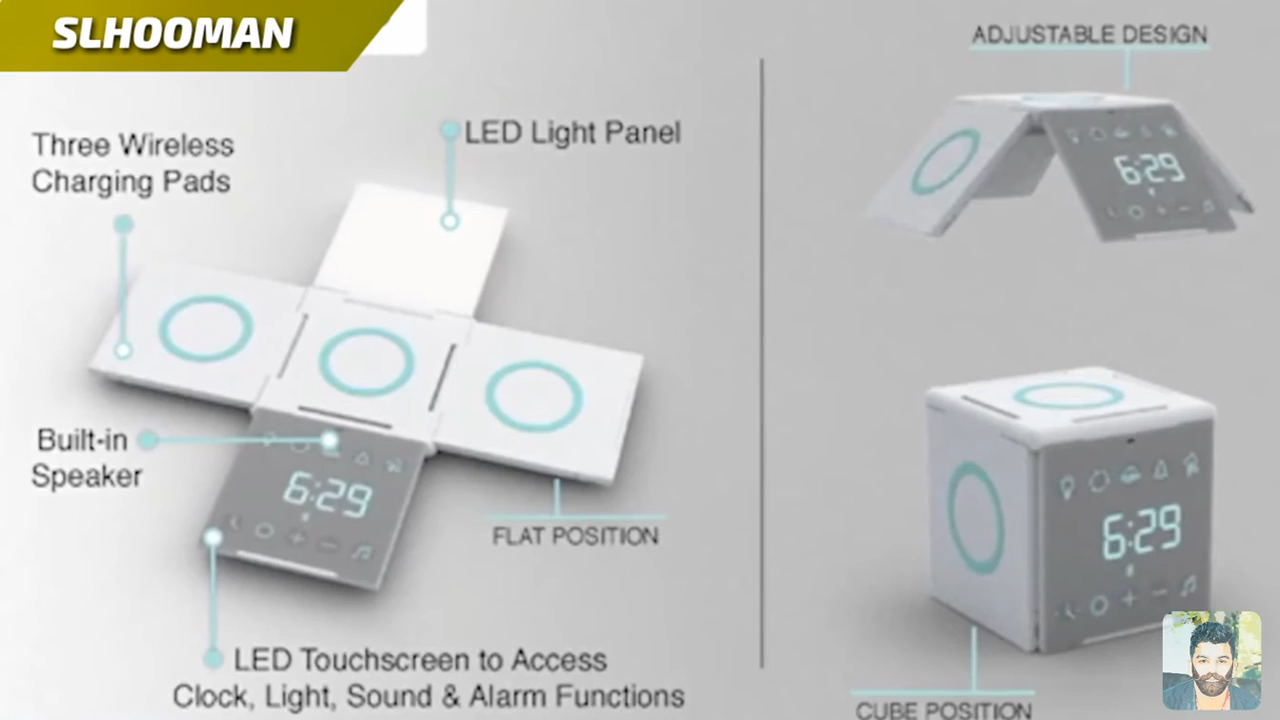 SLHOOMAN
ADJUSTABLE DESIGN
Three Wireless
Charging Pads
LED Light Panel
6:29
Built-in
Speaker
6:29
FLAT POSITION
6:29
LED Touchscreen to Access
Clock, Light, Sound & Alarm Functions
CUBE POSITION